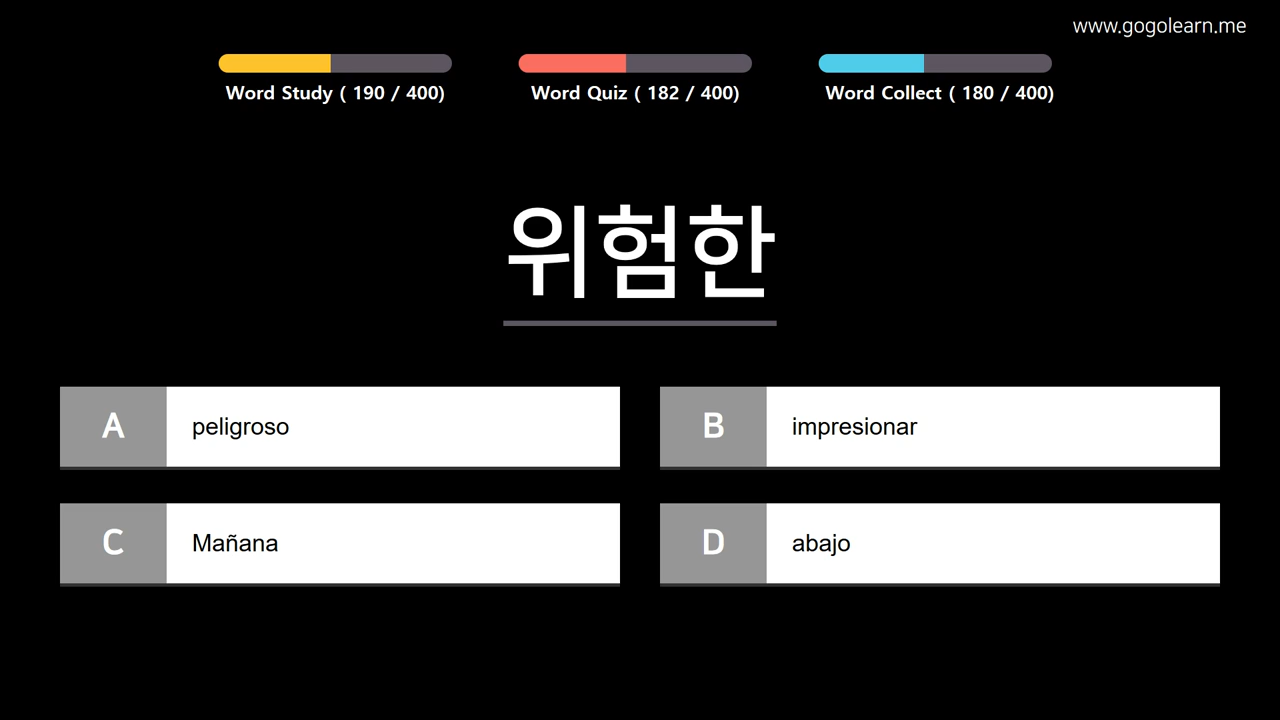 www.gogolearn.me
Word Study ( 190 / 400)
Word Quiz ( 182 / 400)
Word Collect ( 180 / 400)
위험한
A peligroso
B impresionar
C Mañana
D abajo